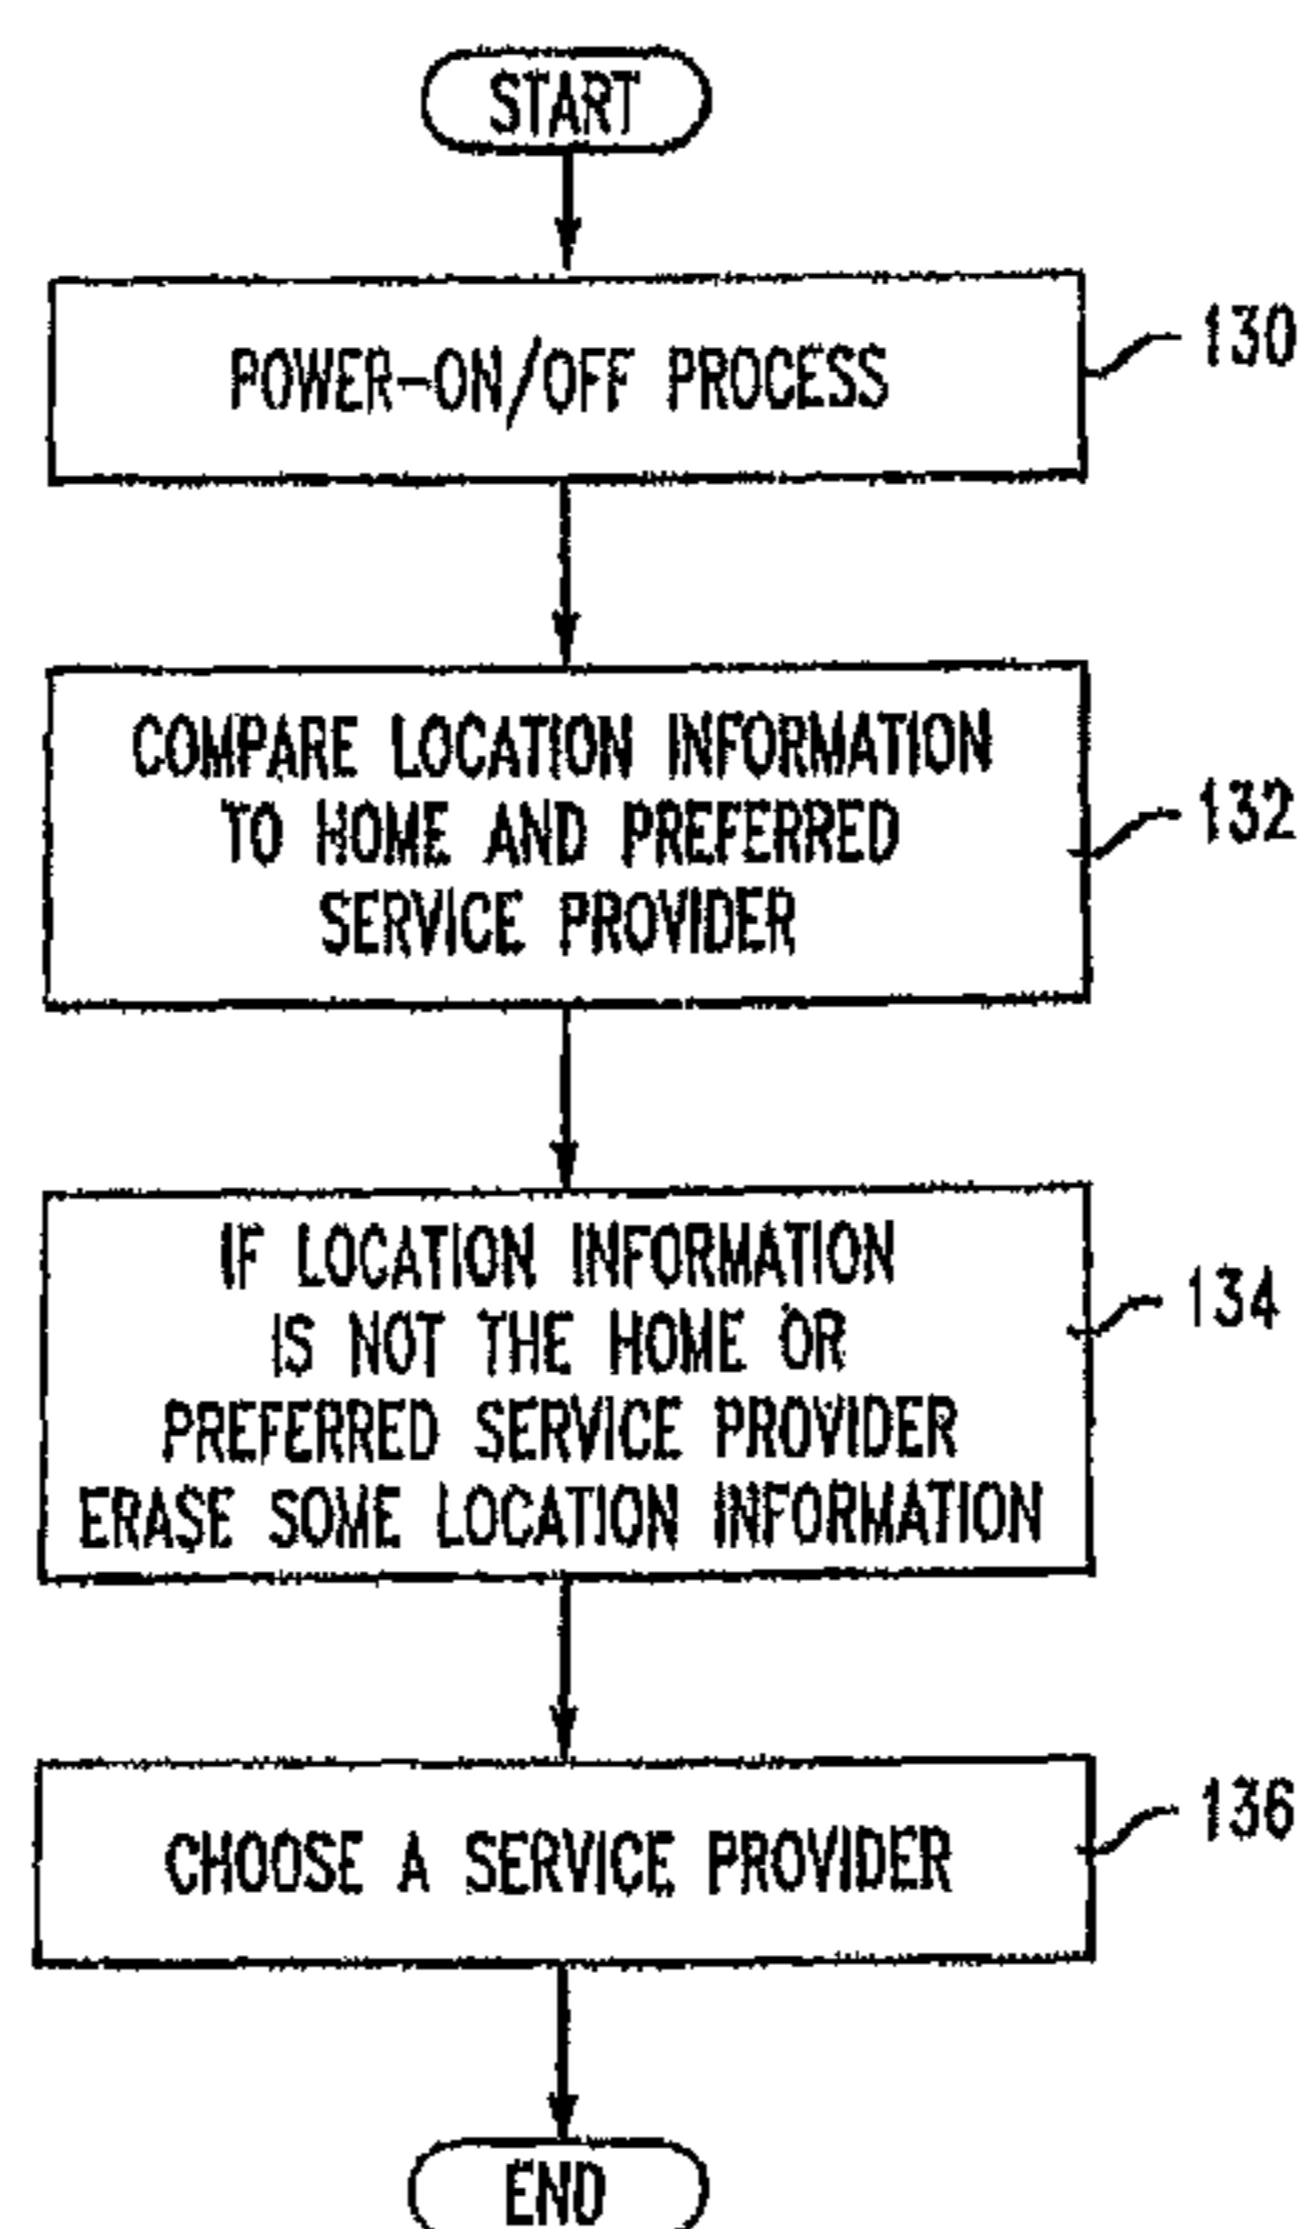 START
POWER-ON/OFF PROCESS
130
COMPARE LOCATION INFORMATION
TO HOME AND PREFERRED
SERVICE PROVIDER
132
IF LOCATION INFORMATION
IS NOT THE HOME OR
PREFERRED SERVICE PROVIDER
ERASE SOME LOCATION INFORMATION
134
CHOOSE A SERVICE PROVIDER
136
END